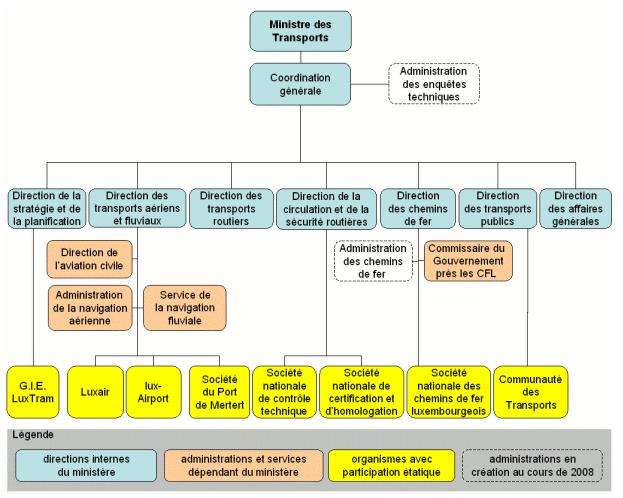 Ministre des
Transports
Coordination
générale
Administration
des enquêtes
techniques
Direction de la
stratégie et de
la planification
Direction des
transports aériens
et fluviaux
Direction des
transports
routiers
Direction de la
circulation et de la
sécurité routières
Direction
des chemins
de fer
Direction
des transports
publics
Direction
des affaires
générales
Direction de
l'aviation civile
Administration
des chemins
de fer
Commissaire du
Gouvernement
près les CFL
Administration
de la navigation
aérienne
Service de
la navigation
fluviale
G.I.E.
LuxTram
Luxair
lux-
Airport
Société
du Port
de Mertert
Société
nationale
de contrôle
technique
Société
nationale de
certification et
d'homologation
Société
nationale des
chemins de fer
luxembourgeois
Communauté
des
Transports
Légende
directions internes
du ministère
administrations et services
dépendant du ministère
organismes avec
participation étatique
administrations en
création au cours de 2008